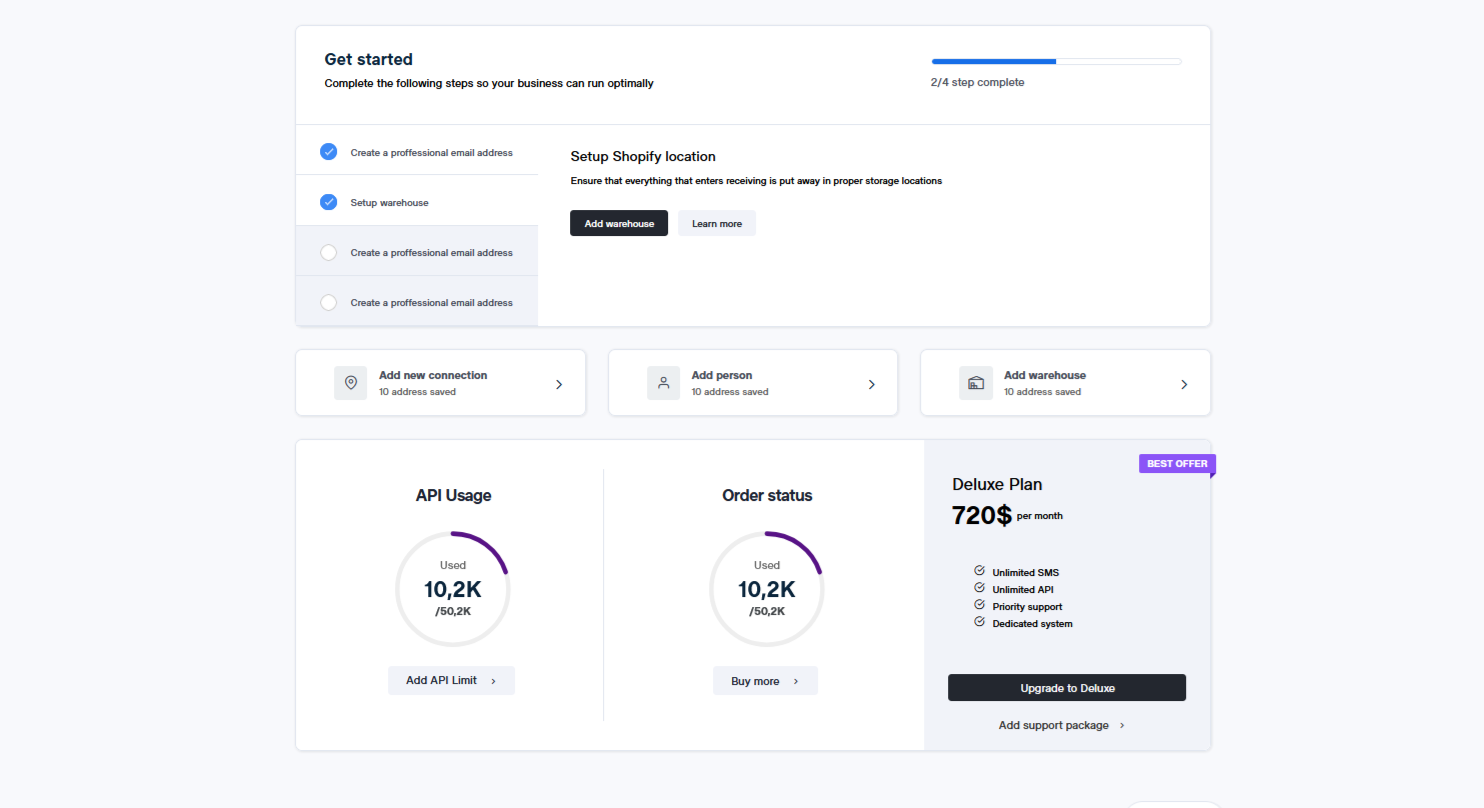 Get started
Complete the following steps so your business can run optimally
2/4 step complete
Create a proffessional email address
Setup warehouse
Create a proffessional email address
Create a proffessional email address
Setup Shopify location
Ensure that everything that enters receiving is put away in proper storage locations
Add warehouse
Learn more
Add new connection
10 address saved
Add person
10 address saved
Add warehouse
10 address saved
API Usage
Used
10,2K
/50,2K
Add API Limit
Order status
Used
10,2K
/50,2K
Buy more
BEST OFFER
Deluxe Plan
720$ per month
Unlimited SMS
Unlimited API
Priority support
Dedicated system
Upgrade to Deluxe
Add support package